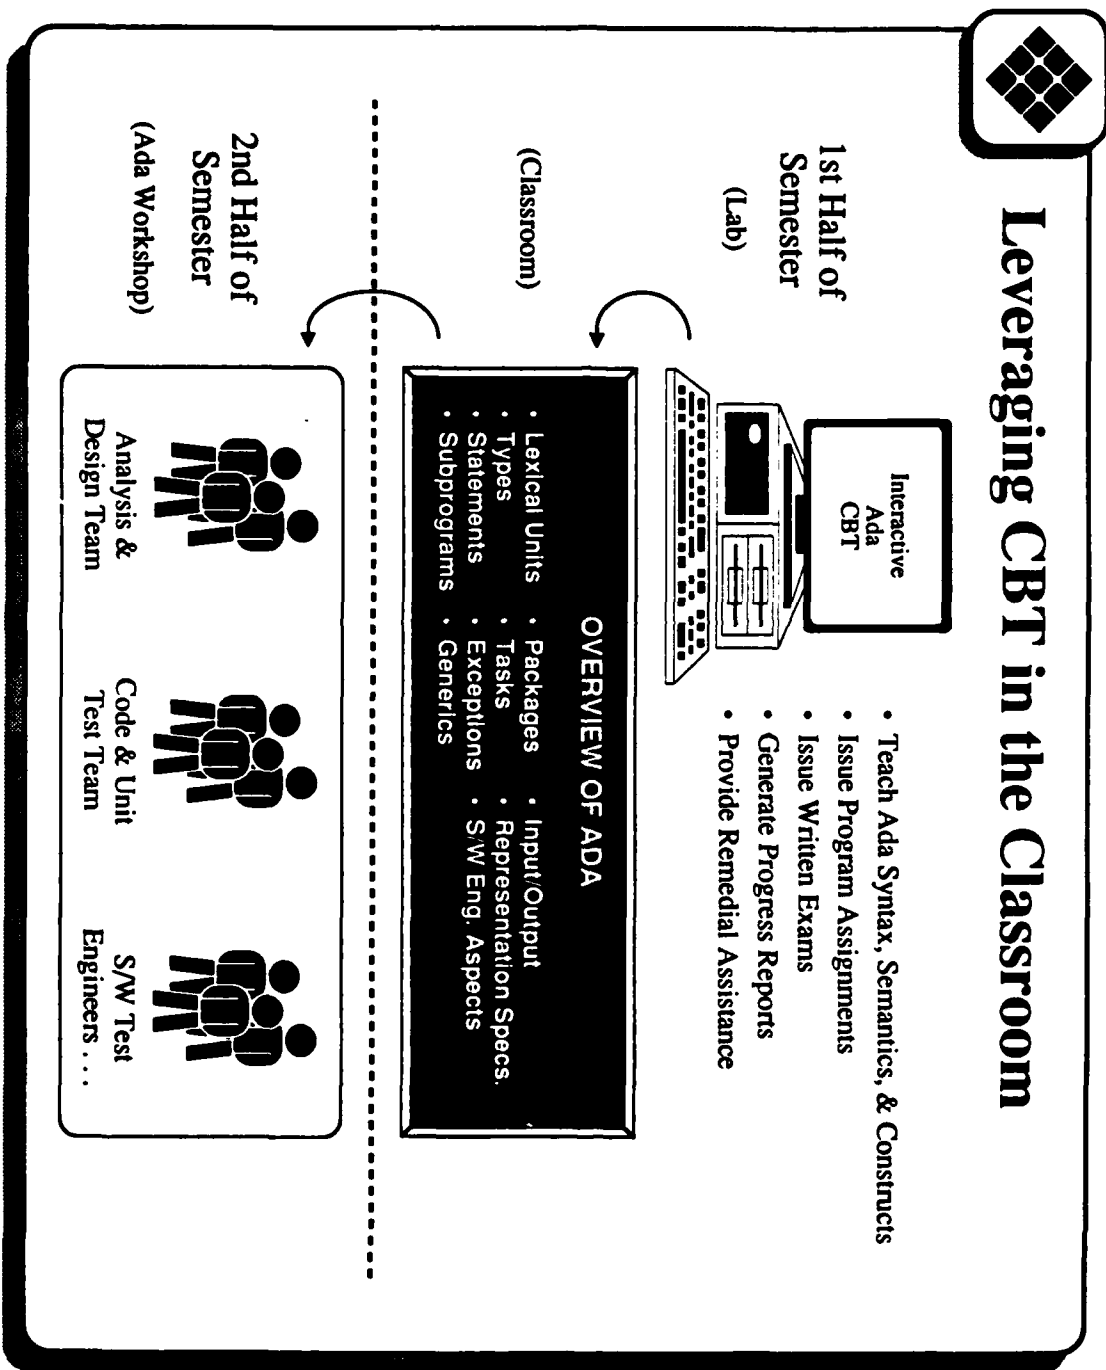 Leveraging CBT in the Classroom
1st Half of
Semester
(Lab)
Interactive
Ada
CBT
• Teach Ada Syntax, Semantics, & Constructs
• Issue Program Assignments
• Issue Written Exams
• Generate Progress Reports
• Provide Remedial Assistance
(Classroom)
OVERVIEW OF ADA
• Lexical Units • Packages • Input/Output
• Types • Tasks • Representation Specs.
• Statements • Exceptions • S/W Eng. Aspects
• Subprograms • Generics
2nd Half of
Semester
(Ada Workshop)
Analysis &
Design Team
Code & Unit
Test Team
S/W Test
Engineers . . .